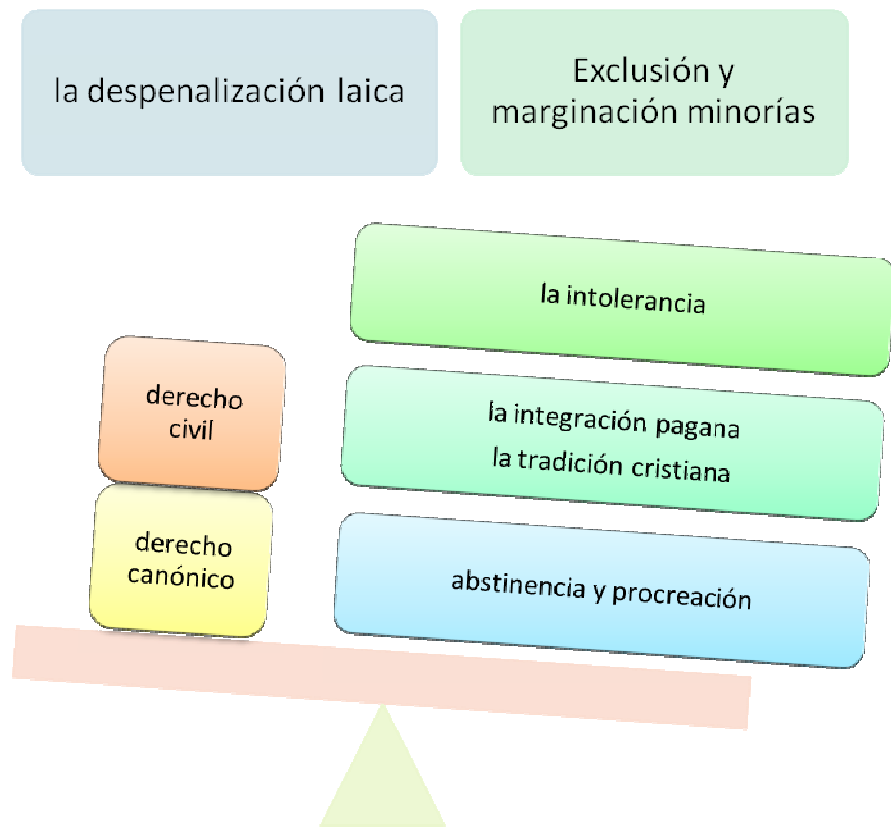 la despenalización laica
Exclusión y
marginación minorías
la intolerancia
derecho
civil
la integración pagana
la tradición cristiana
derecho
canónico
abstinencia y procreación